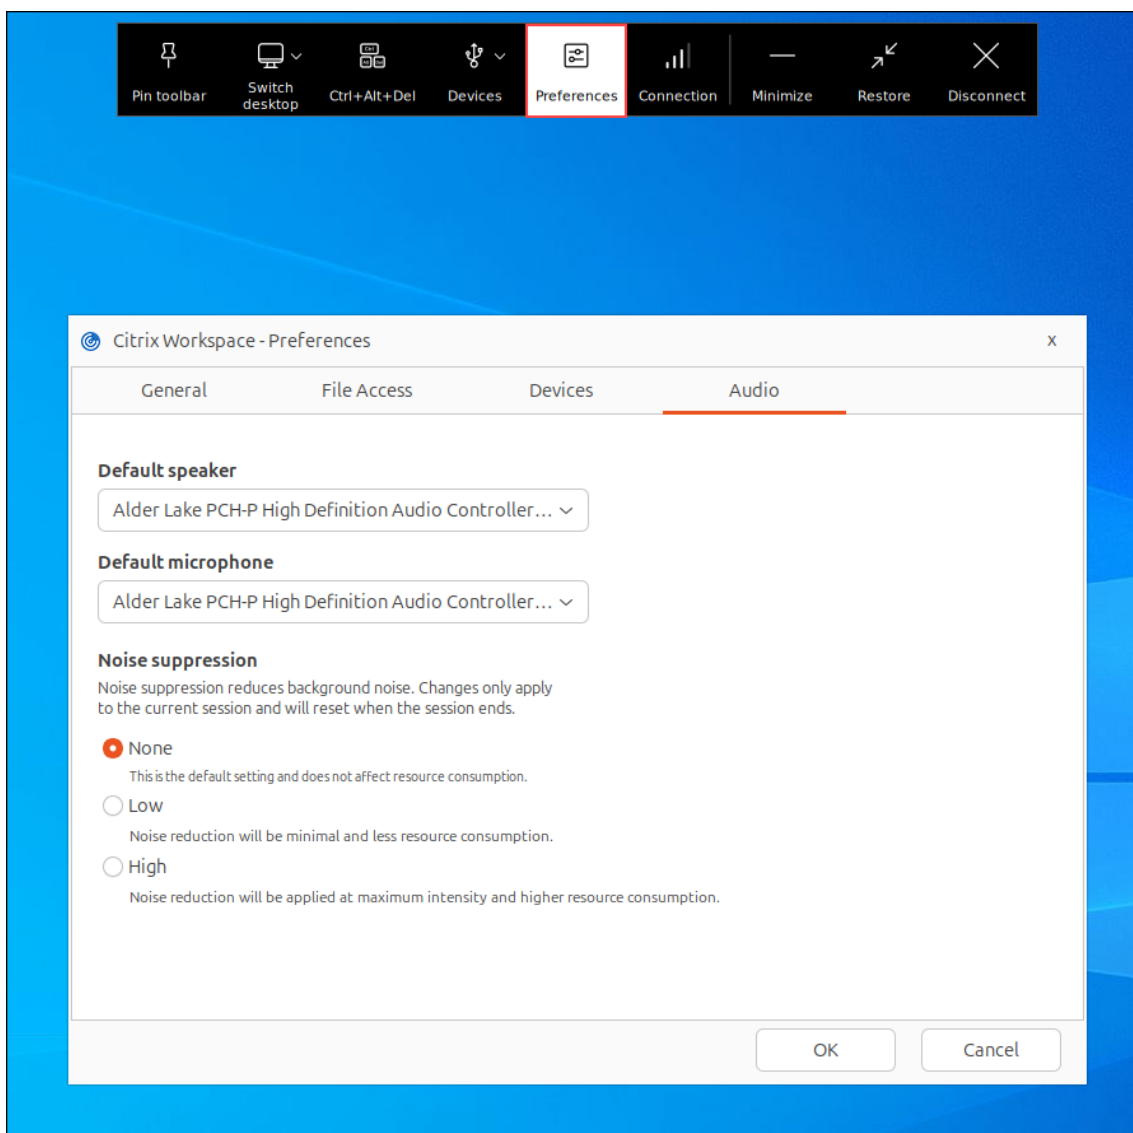 Pin toolbar
Switch
desktop
Ctrl+Alt+Del
Devices
Preferences
Connection
Minimize
Restore
Disconnect
Citrix Workspace - Preferences
x
General
File Access
Devices
Audio
Default speaker
Alder Lake PCH-P High Definition Audio Controller...
Default microphone
Alder Lake PCH-P High Definition Audio Controller...
Noise suppression
Noise suppression reduces background noise. Changes only apply
to the current session and will reset when the session ends.
None
This is the default setting and does not affect resource consumption.
Low
Noise reduction will be minimal and less resource consumption.
High
Noise reduction will be applied at maximum intensity and higher resource consumption.
OK
Cancel